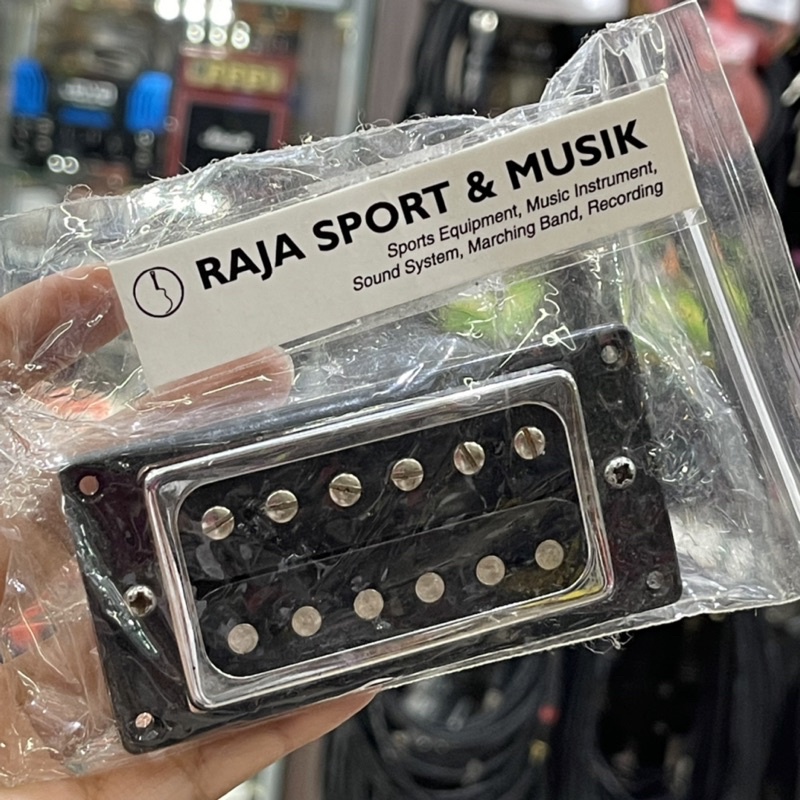 RAJA SPORT & MUSIK
Sports Equipment, Music Instrument,
Sound System, Marching Band, Recording